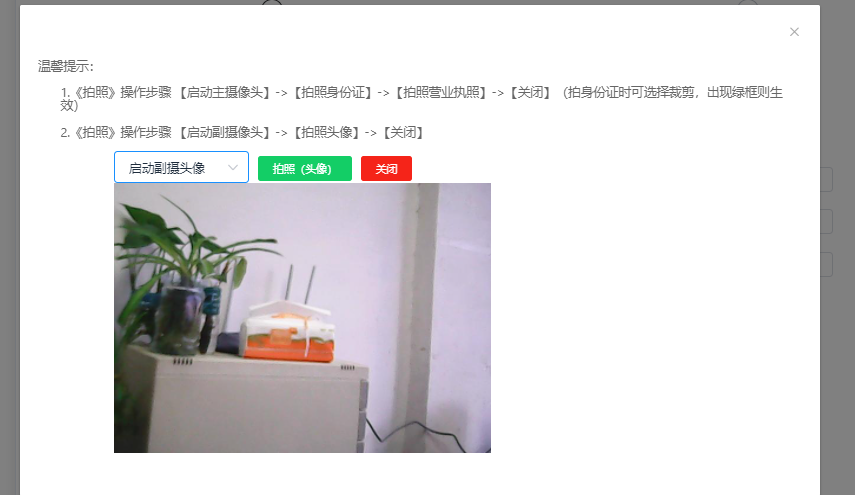 温馨提示:
1.《拍照》操作步骤 【启动主摄像头】->【拍照身份证】->【拍照营业执照】->【关闭】（拍身份证时可选择裁剪，出现绿框则生
效）
2.《拍照》操作步骤 【启动副摄像头】->【拍照头像】->【关闭】
启动副摄头像 拍照（头像） 关闭